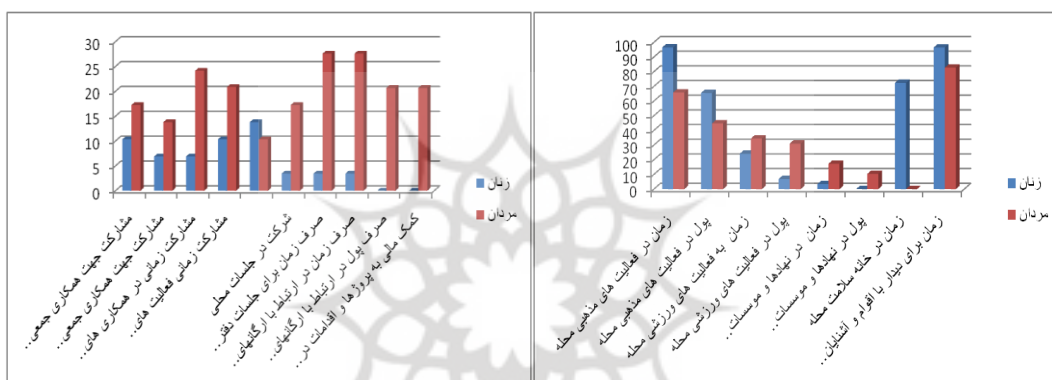 30
25
20
15
10
5
0
زنان
مردان
مشارکت جهت همکاری جمعی..
مشارکت جهت همکاری جمعی..
مشارکت زمانی در همکاری های..
مشارکت زمانی فعالیت های..
شرکت در جلسات محلی
صرف زمان برای جلسات دفتر..
صرف زمان در ارتباط با ارگانهای..
صرف پول در ارتباط با ارگانهای..
کمک مالی به پروژها و اقدامات در..
100
90
80
70
60
50
40
30
20
10
0
زنان
مردان
زمان در فعالیت های مذهبی محله
پول در فعالیت های مذهبی محله
زمان به فعالیت های ورزشی محله
پول در فعالیت های ورزشی محله
زمان در نهادها و موسسات..
پول در نهادها و موسسات..
زمان در خانه سلامت محله
زمان برای دیدار با اقوام و آشنایان..